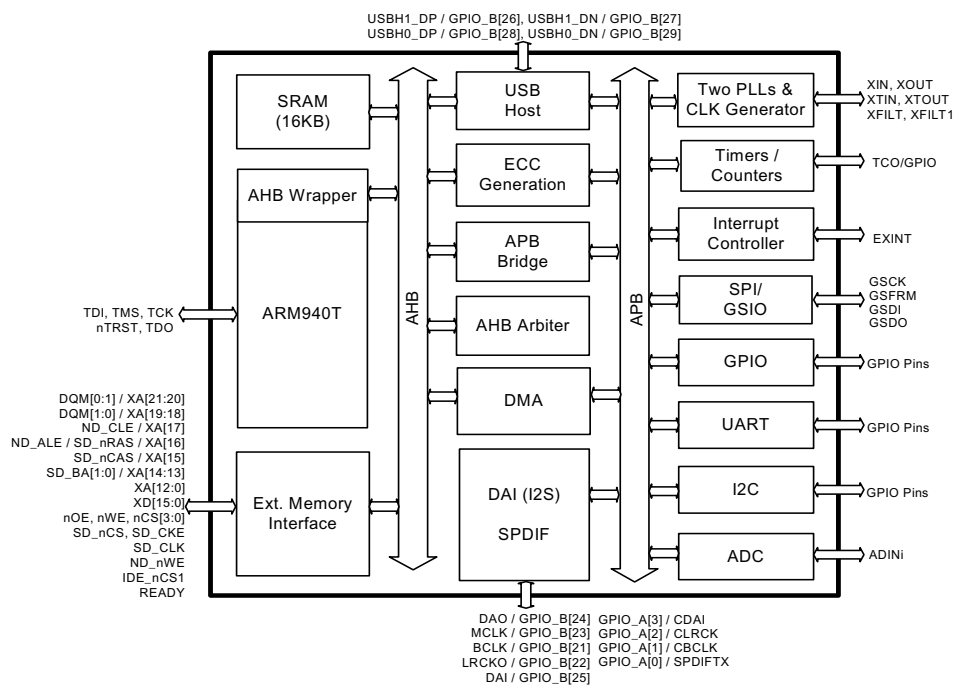 USBH1_DP / GPIO_B[26], USBH1_DN / GPIO_B[27]
USBH0_DP / GPIO_B[28], USBH0_DN / GPIO_B[29]
SRAM
(16KB)
AHB Wrapper
ARM940T
Ext. Memory
Interface
AHB
USB
Host
ECC
Generation
APB
Bridge
AHB Arbiter
DMA
DAI (I2S)
SPDIF
APB
Two PLLs &
CLK Generator
Timers /
Counters
Interrupt
Controller
SPI/
GSIO
GPIO
UART
I2C
ADC
XIN, XOUT
XTIN, XTOUT
XFILT, XFILT1
TCO/GPIO
EXINT
GSCK
GSFRM
GSDI
GSDO
GPIO Pins
GPIO Pins
GPIO Pins
ADINi
TDI, TMS, TCK
nTRST, TDO
DQM[0:1] / XA[21:20]
DQM[1:0] / XA[19:18]
ND_CLE / XA[17]
ND_ALE / SD_nRAS / XA[16]
SD_nCAS / XA[15]
SD_BA[1:0] / XA[14:13]
XA[12:0]
XD[15:0]
nOE, nWE, nCS[3:0]
SD_nCS, SD_CKE
SD_CLK
ND_nWE
IDE_nCS1
READY
DAO / GPIO_B[24] GPIO_A[3] / CDAI
MCLK / GPIO_B[23] GPIO_A[2] / CLRCK
BCLK / GPIO_B[21] GPIO_A[1] / CBCLK
LRCKO / GPIO_B[22] GPIO_A[0] / SPDIFTX
DAI / GPIO_B[25]